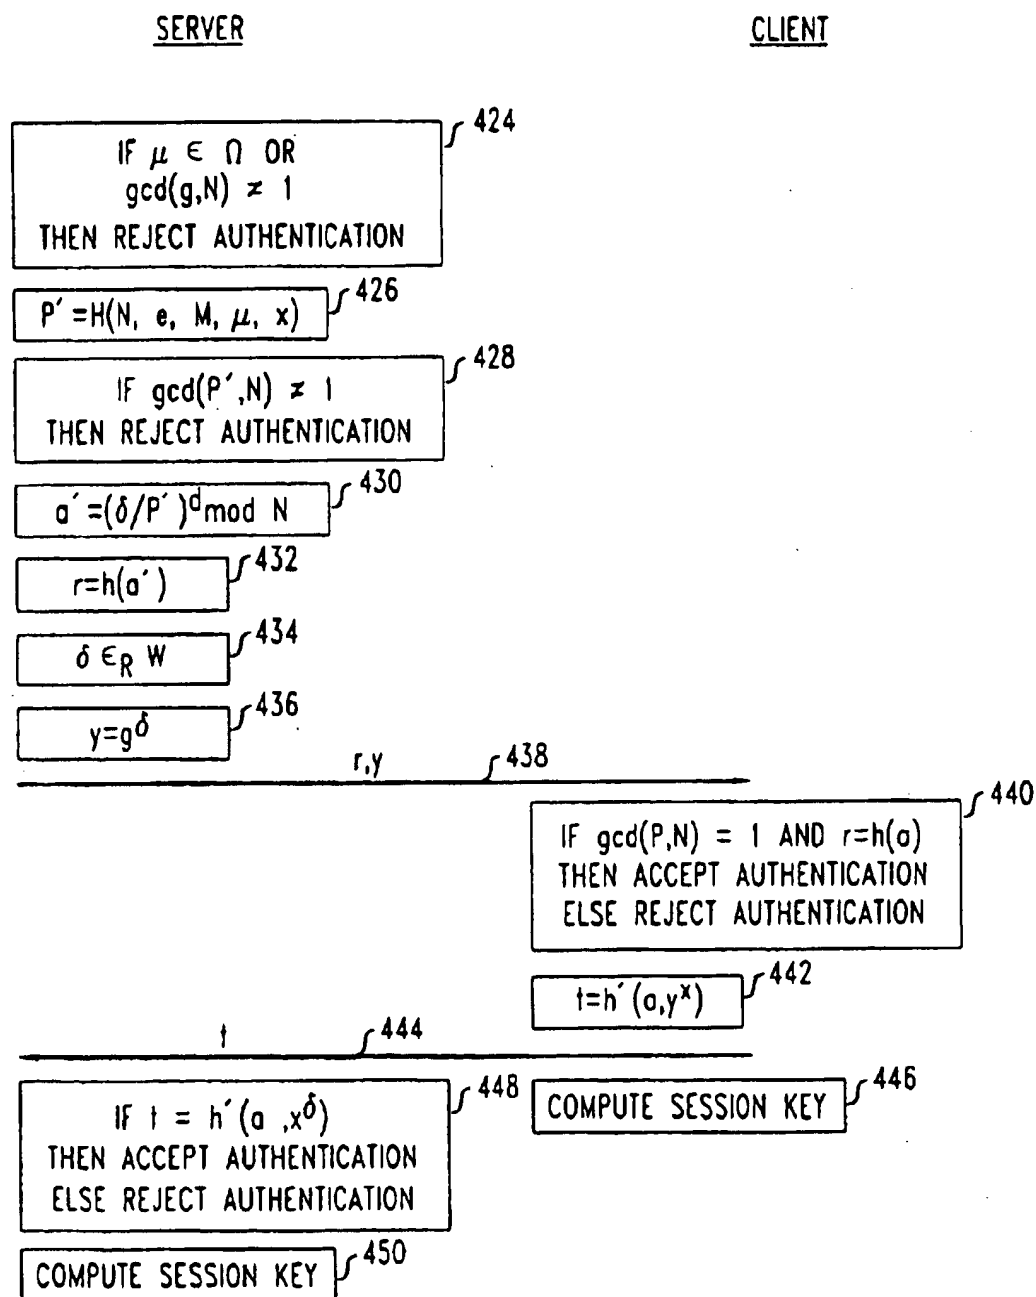 SERVER
CLIENT
IF μ ∈ Ω OR
gcd(g,N) ≠ 1
THEN REJECT AUTHENTICATION
424
P′ =H(N, e, M, μ, x)
426
IF gcd(P′,N) ≠ 1
THEN REJECT AUTHENTICATION
428
a′ =(δ/P′ )^d mod N
430
r=h(a′ )
432
δ ∈_R W
434
y=g^δ
436
r,y
438
IF gcd(P,N) = 1 AND r=h(a)
THEN ACCEPT AUTHENTICATION
ELSE REJECT AUTHENTICATION
440
t=h′ (a,y^x)
442
t
444
IF t = h′ (a ,x^δ)
THEN ACCEPT AUTHENTICATION
ELSE REJECT AUTHENTICATION
448
COMPUTE SESSION KEY
446
COMPUTE SESSION KEY
450